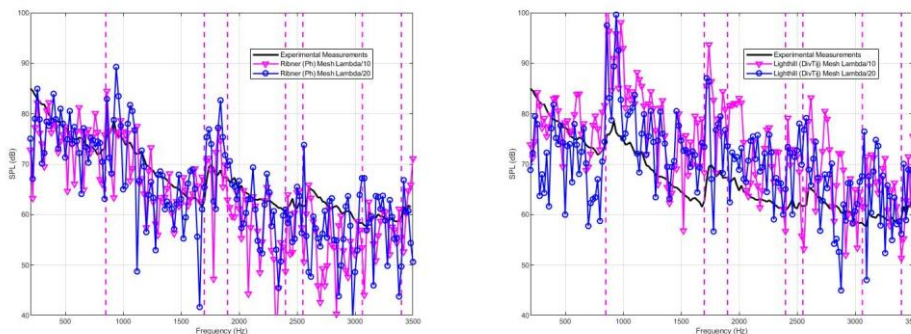 100
90
80
70
60
50
40
SPL (dB)
500
1000
1500
2000
2500
3000
3500
Frequency (Hz)
Experimental Measurements
Ribner (Ph) Mesh Lambda/10
Ribner (Ph) Mesh Lambda/20
100
90
80
70
60
50
40
SPL (dB)
500
1000
1500
2000
2500
3000
3500
Frequency (Hz)
Experimental Measurements
Lighthill (DivTij) Mesh Lambda/10
Lighthill (DivTij) Mesh Lambda/20